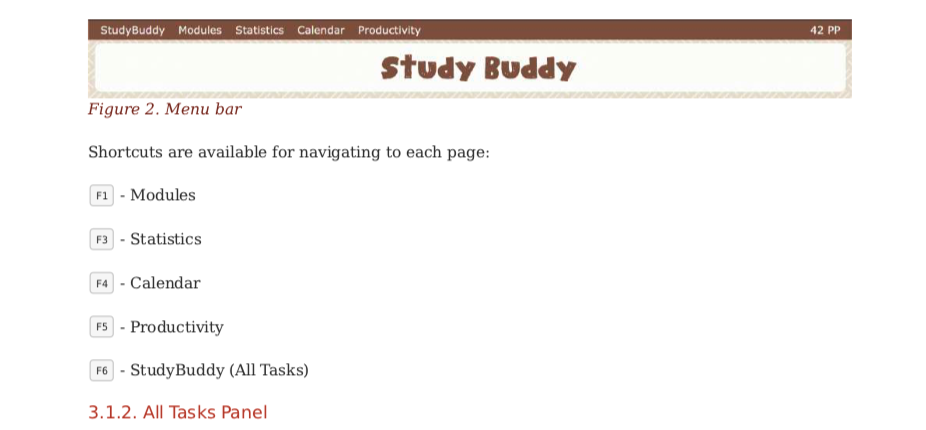 StudyBuddy Modules Statistics Calendar Productivity 42 PP
Study Buddy
Figure 2. Menu bar
Shortcuts are available for navigating to each page:
F1 - Modules
F3 - Statistics
F4 - Calendar
F5 - Productivity
F6 - StudyBuddy (All Tasks)
3.1.2. All Tasks Panel